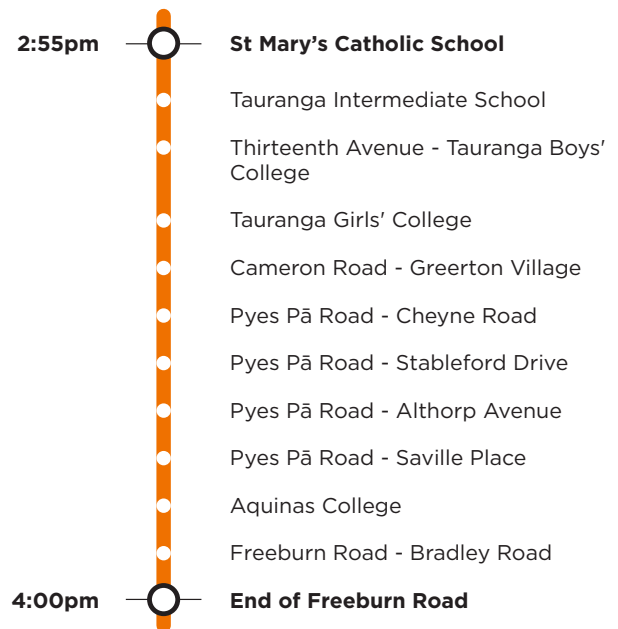 2:55pm St Mary’s Catholic School
Tauranga Intermediate School
Thirteenth Avenue - Tauranga Boys'
College
Tauranga Girls' College
Cameron Road - Greerton Village
Pyes Pā Road - Cheyne Road
Pyes Pā Road - Stableford Drive
Pyes Pā Road - Althorp Avenue
Pyes Pā Road - Saville Place
Aquinas College
Freeburn Road - Bradley Road
4:00pm End of Freeburn Road